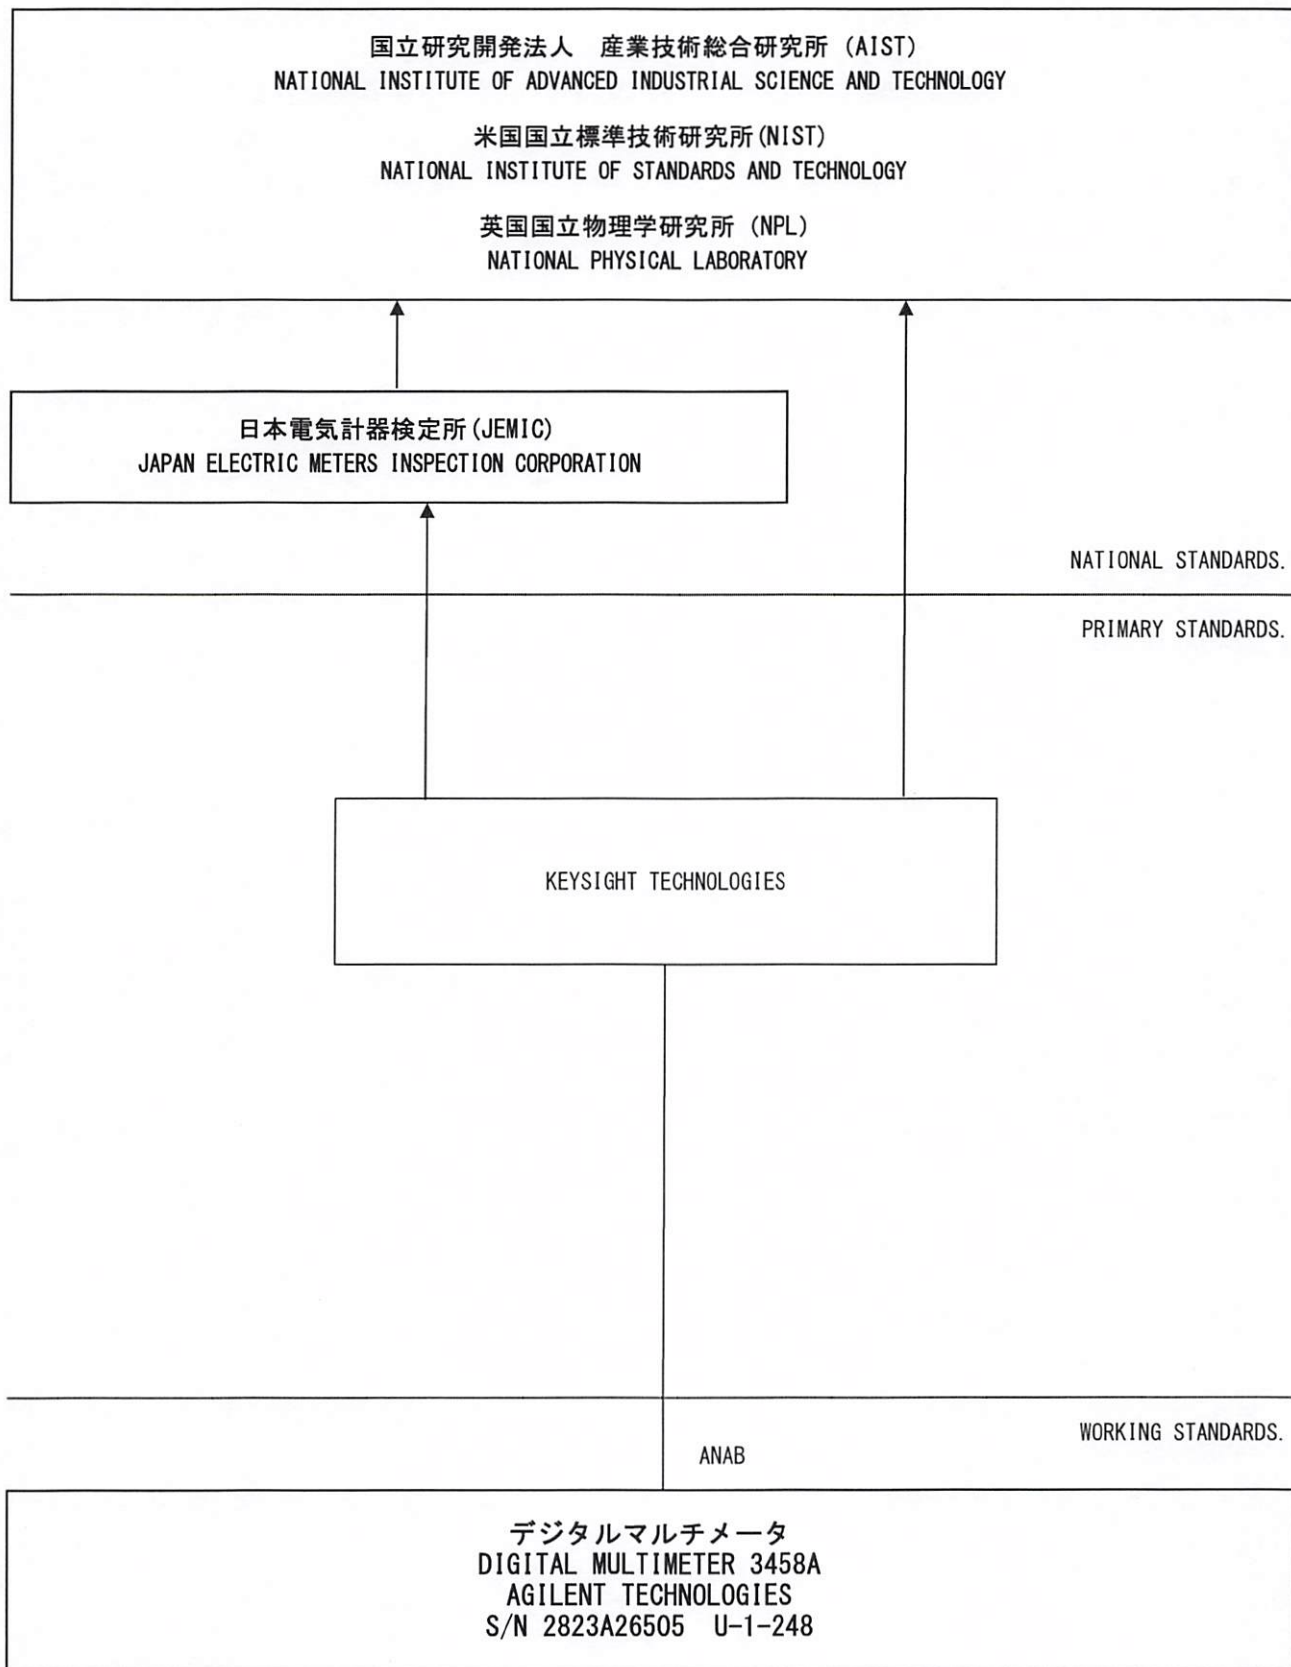 国立研究開発法人　産業技術総合研究所 (AIST)
NATIONAL INSTITUTE OF ADVANCED INDUSTRIAL SCIENCE AND TECHNOLOGY
米国国立標準技術研究所(NIST)
NATIONAL INSTITUTE OF STANDARDS AND TECHNOLOGY
英国国立物理学研究所 (NPL)
NATIONAL PHYSICAL LABORATORY
日本電気計器検定所(JEMIC)
JAPAN ELECTRIC METERS INSPECTION CORPORATION
NATIONAL STANDARDS.
PRIMARY STANDARDS.
KEYSIGHT TECHNOLOGIES
WORKING STANDARDS.
ANAB
デジタルマルチメータ
DIGITAL MULTIMETER 3458A
AGILENT TECHNOLOGIES
S/N 2823A26505  U-1-248